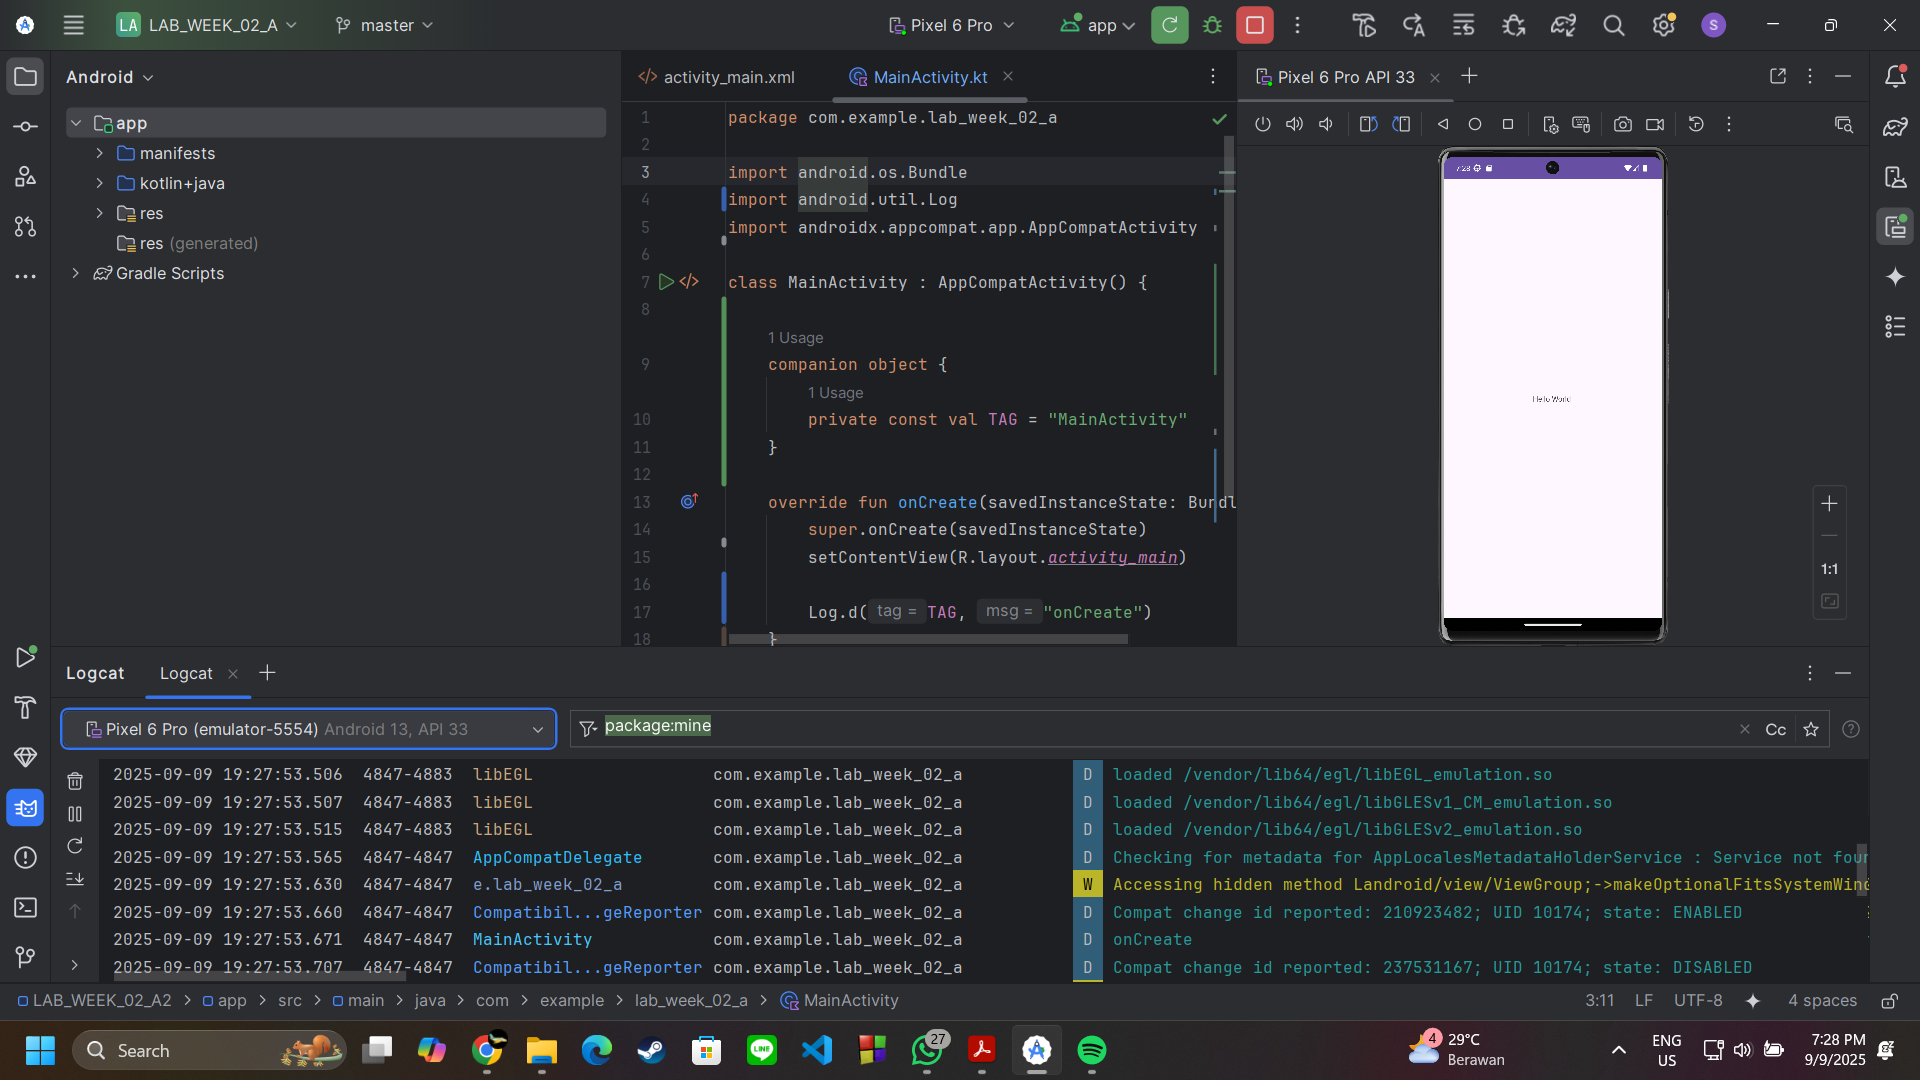 LA LAB_WEEK_02_A master Pixel 6 Pro app S
Android
app
manifests
kotlin+java
res
res (generated)
Gradle Scripts
activity_main.xml MainActivity.kt
1 package com.example.lab_week_02_a
2
3 import android.os.Bundle
4 import android.util.Log
5 import androidx.appcompat.app.AppCompatActivity
6
7 class MainActivity : AppCompatActivity() {
8
1 Usage
9 companion object {
1 Usage
10 private const val TAG = "MainActivity"
11 }
12
13 override fun onCreate(savedInstanceState: Bundl
14 super.onCreate(savedInstanceState)
15 setContentView(R.layout.activity_main)
16
17 Log.d( tag = TAG, msg = "onCreate")
18 }
Pixel 6 Pro API 33
7:28
Hello World
1:1
Logcat Logcat
Pixel 6 Pro (emulator-5554) Android 13, API 33 package:mine Cc
2025-09-09 19:27:53.506 4847-4883 libEGL com.example.lab_week_02_a D loaded /vendor/lib64/egl/libEGL_emulation.so
2025-09-09 19:27:53.507 4847-4883 libEGL com.example.lab_week_02_a D loaded /vendor/lib64/egl/libGLESv1_CM_emulation.so
2025-09-09 19:27:53.515 4847-4883 libEGL com.example.lab_week_02_a D loaded /vendor/lib64/egl/libGLESv2_emulation.so
2025-09-09 19:27:53.565 4847-4847 AppCompatDelegate com.example.lab_week_02_a D Checking for metadata for AppLocalesMetadataHolderService : Service not four
2025-09-09 19:27:53.630 4847-4847 e.lab_week_02_a com.example.lab_week_02_a W Accessing hidden method Landroid/view/ViewGroup;->makeOptionalFitsSystemWind
2025-09-09 19:27:53.660 4847-4847 Compatibil...geReporter com.example.lab_week_02_a D Compat change id reported: 210923482; UID 10174; state: ENABLED
2025-09-09 19:27:53.671 4847-4847 MainActivity com.example.lab_week_02_a D onCreate
2025-09-09 19:27:53.707 4847-4847 Compatibil...geReporter com.example.lab_week_02_a D Compat change id reported: 237531167; UID 10174; state: DISABLED
LAB_WEEK_02_A2 > app > src > main > java > com > example > lab_week_02_a > MainActivity 3:11 LF UTF-8 4 spaces
Search LINE 27 4 29°C Berawan ENG US 7:28 PM 9/9/2025